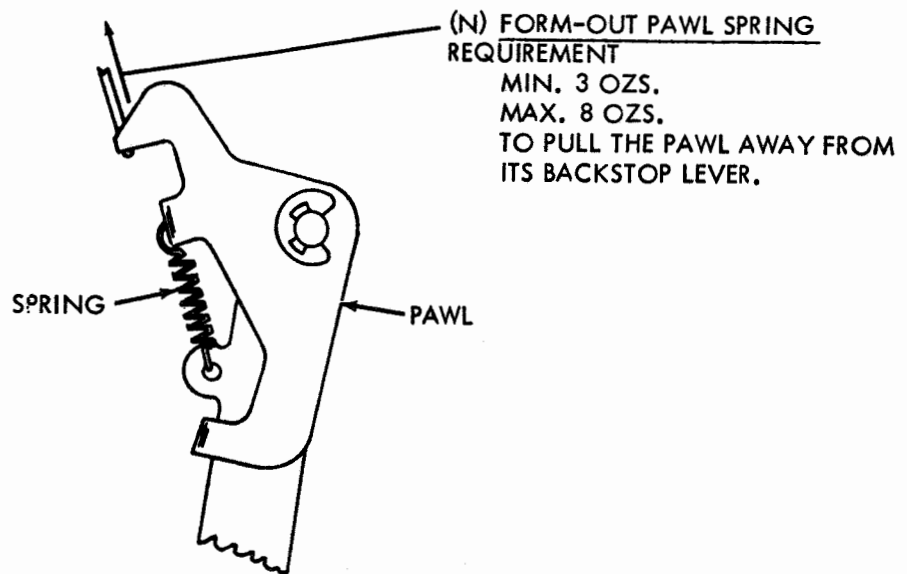 (N) FORM-OUT PAWL SPRING
REQUIREMENT
MIN. 3 OZS.
MAX. 8 OZS.
TO PULL THE PAWL AWAY FROM
ITS BACKSTOP LEVER.
SPRING
PAWL